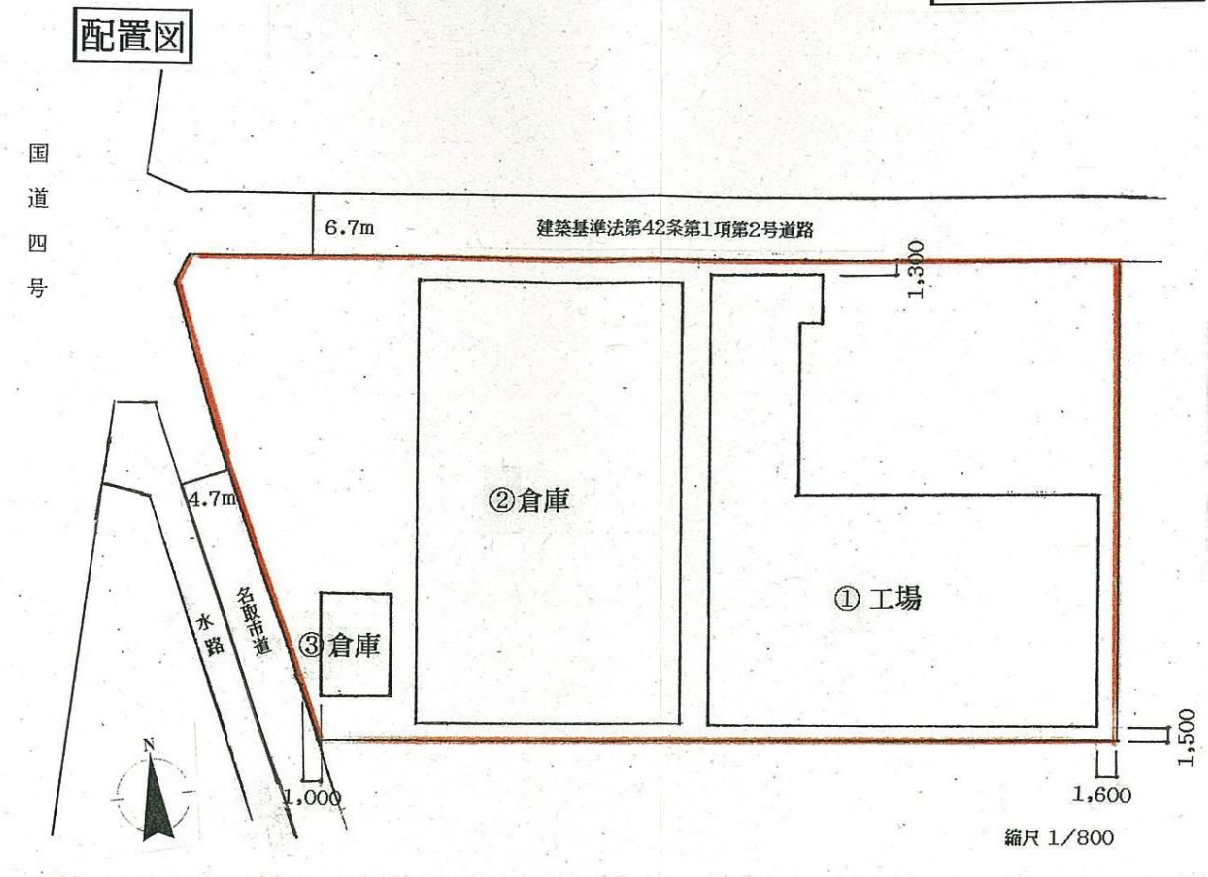 配置図
国道四号
6.7m
建築基準法第42条第1項第2号道路
1,300
4.7m
②倉庫
① 工場
名取市道
水路
③倉庫
N
1,000
1,500
1,600
縮尺 1/800